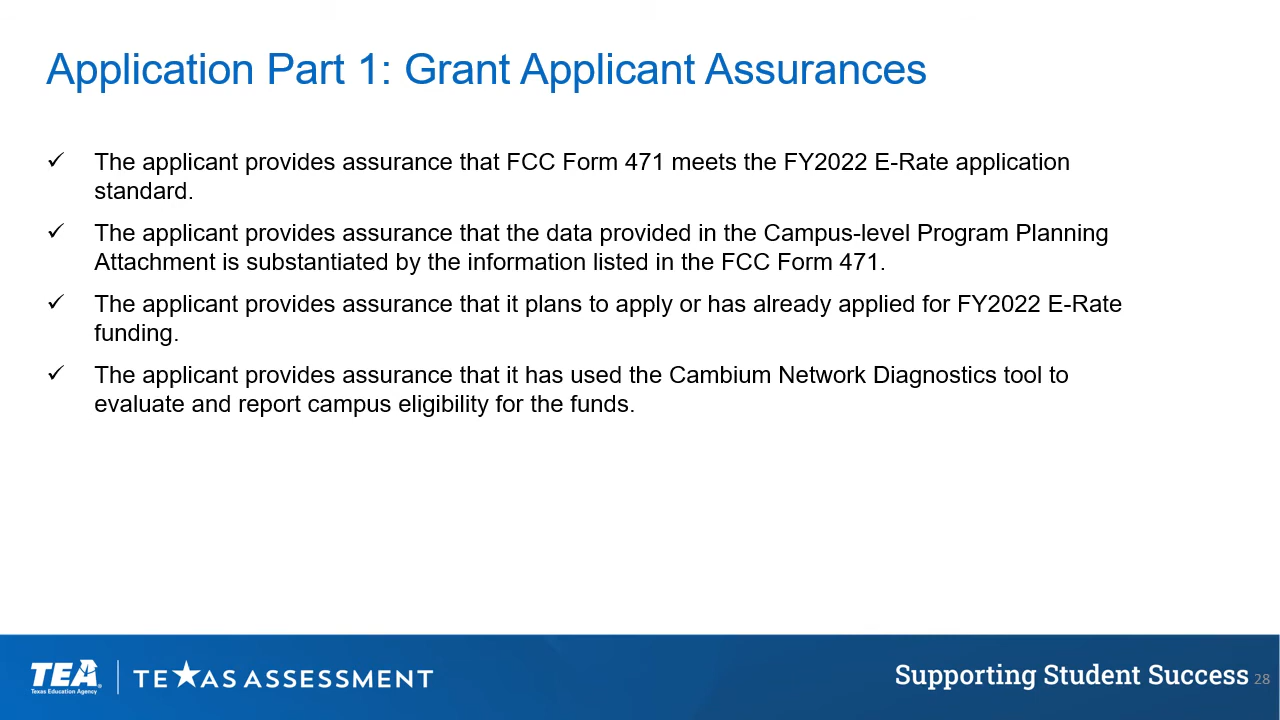 Application Part 1: Grant Applicant Assurances
✓ The applicant provides assurance that FCC Form 471 meets the FY2022 E-Rate application
standard.
✓ The applicant provides assurance that the data provided in the Campus-level Program Planning
Attachment is substantiated by the information listed in the FCC Form 471.
✓ The applicant provides assurance that it plans to apply or has already applied for FY2022 E-Rate
funding.
✓ The applicant provides assurance that it has used the Cambium Network Diagnostics tool to
evaluate and report campus eligibility for the funds.
TEA®
Texas Education Agency
TE★AS ASSESSMENT
Supporting Student Success 28